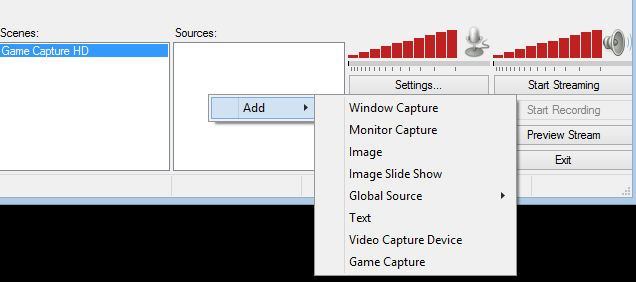 Scenes:
Sources:
Game Capture HD
Settings...
Start Streaming
Add
Window Capture
Start Recording
Monitor Capture
Preview Stream
Image
Exit
Image Slide Show
Global Source
Text
Video Capture Device
Game Capture